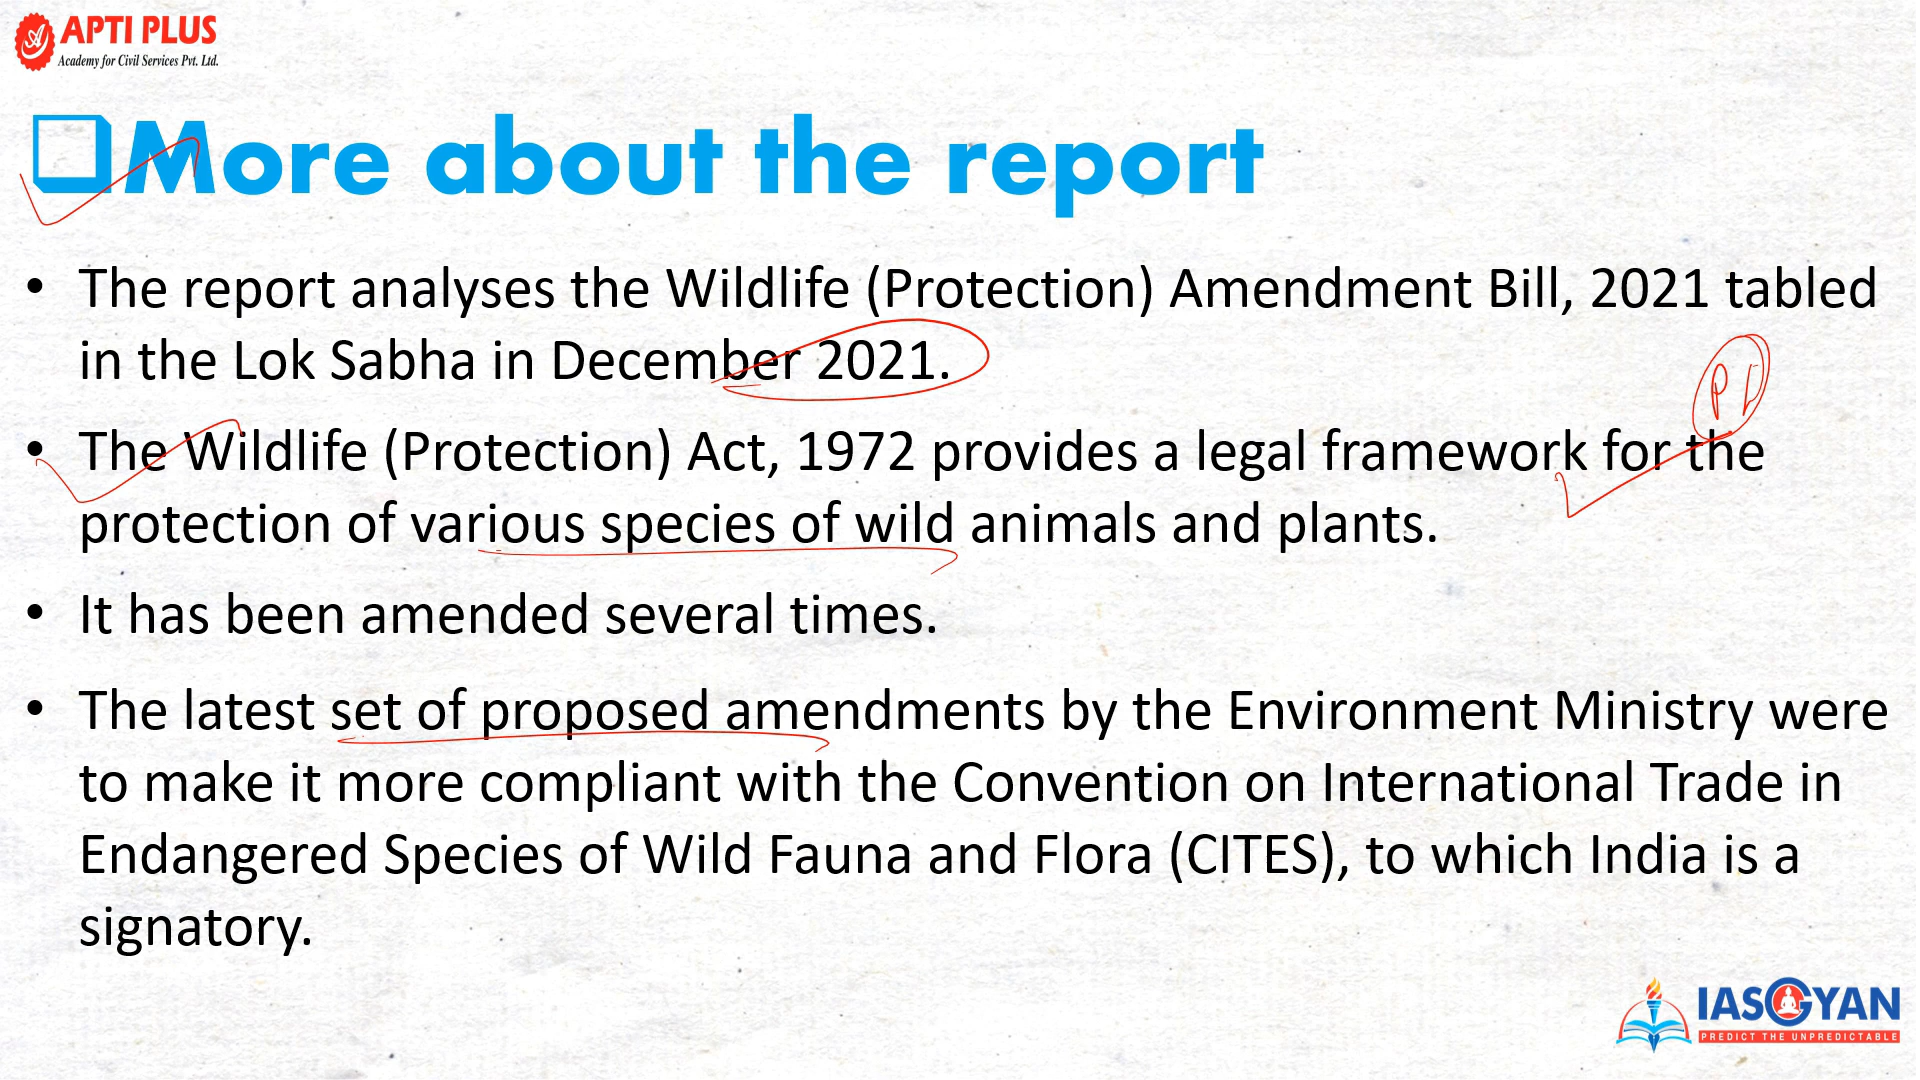 APTI PLUS
Academy for Civil Services Pvt. Ltd.
More about the report
• The report analyses the Wildlife (Protection) Amendment Bill, 2021 tabled
in the Lok Sabha in December 2021.
• The Wildlife (Protection) Act, 1972 provides a legal framework for the
protection of various species of wild animals and plants.
• It has been amended several times.
• The latest set of proposed amendments by the Environment Ministry were
to make it more compliant with the Convention on International Trade in
Endangered Species of Wild Fauna and Flora (CITES), to which India is a
signatory.
IASGYAN
PREDICT THE UNPREDICTABLE